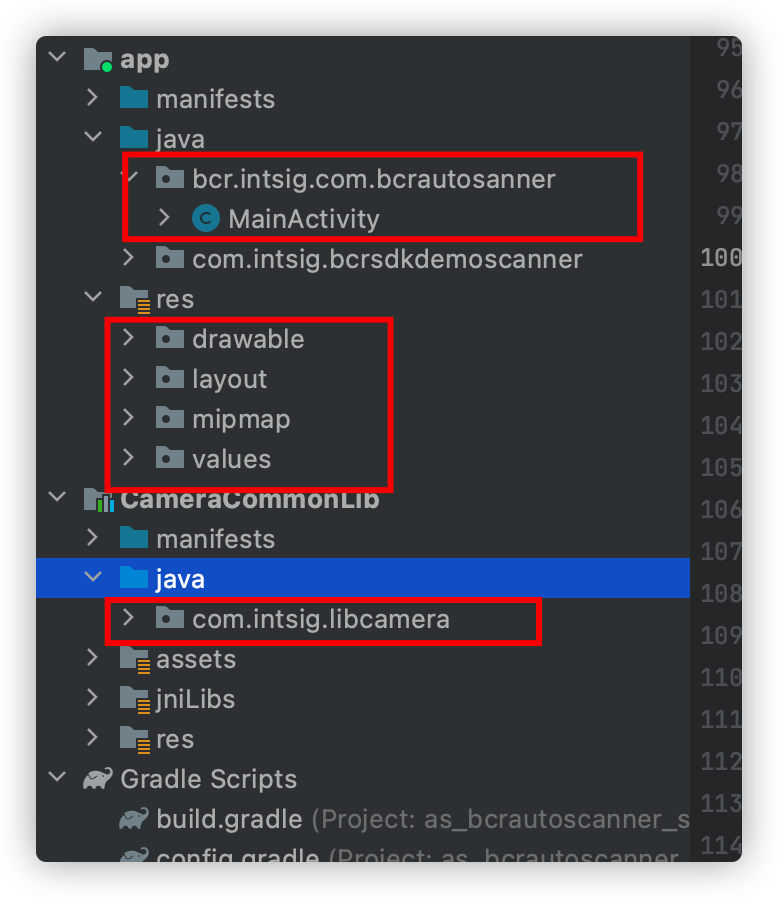 app
95
manifests
96
java
97
bcr.intsig.com.bcrautosanner
98
MainActivity
99
com.intsig.bcrsdkdemoscanner
100
res
101
drawable
102
layout
103
mipmap
104
values
105
CameraCommonLib
106
manifests
107
java
108
com.intsig.libcamera
109
assets
110
jniLibs
111
res
112
Gradle Scripts
113
build.gradle (Project: as_bcrautoscanner_s
114
config.gradle (Project: as_bcrautoscanner